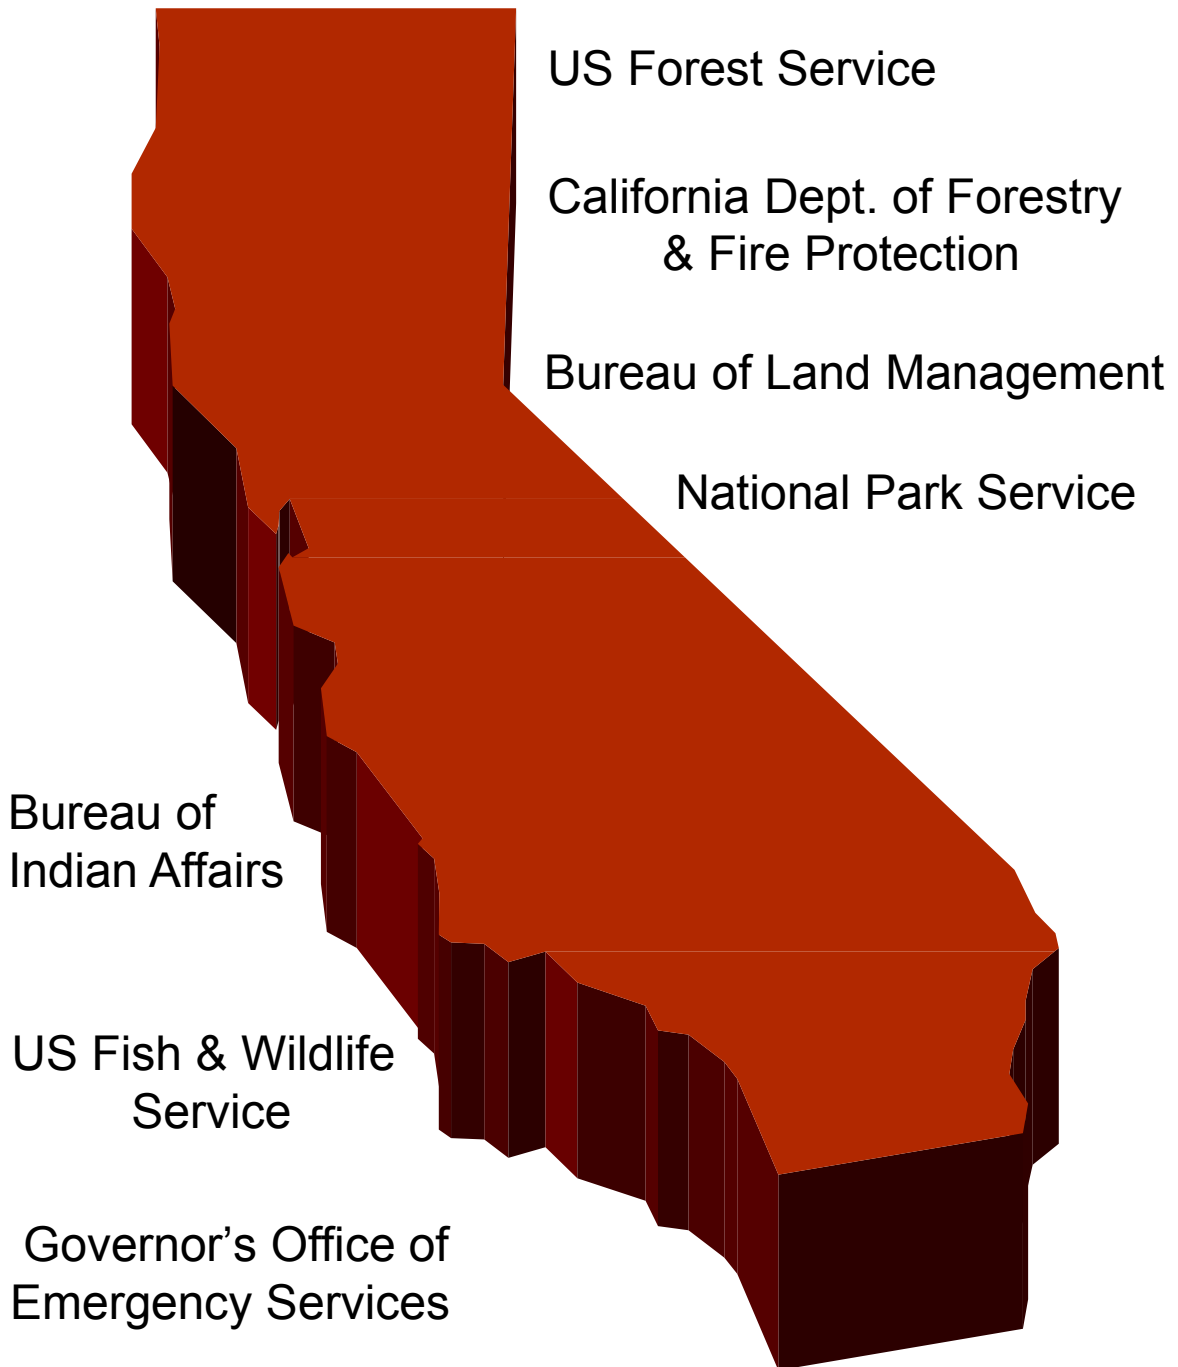 US Forest Service
California Dept. of Forestry
& Fire Protection
Bureau of Land Management
National Park Service
Bureau of
Indian Affairs
US Fish & Wildlife
Service
Governor’s Office of
Emergency Services